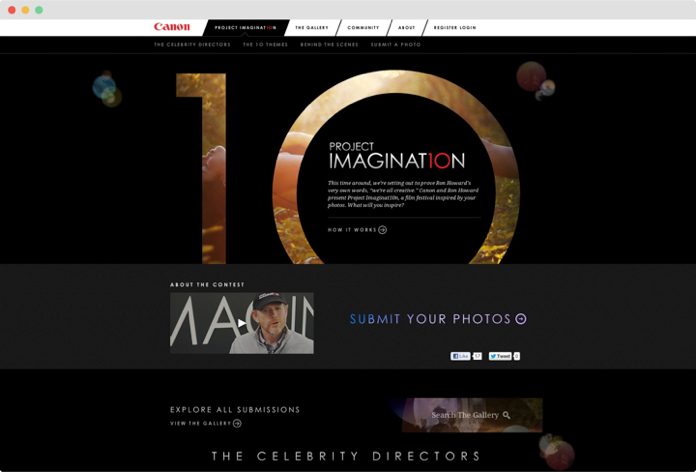 Canon
PROJECT IMAGINAT10N
THE GALLERY
COMMUNITY
ABOUT
REGISTER LOGIN
THE CELEBRITY DIRECTORS
THE 10 THEMES
BEHIND THE SCENES
SUBMIT A PHOTO
10
PROJECT
IMAGINAT10N
This time around, we're setting out to prove Ron Howard's
very own words, "we're all creative." Canon and Ron Howard
present Project Imaginat10n, a film festival inspired by your
photos. What will you inspire?
HOW IT WORKS
ABOUT THE CONTEST
MAGIN
SUBMIT YOUR PHOTOS
Like
Tweet 0
EXPLORE ALL SUBMISSIONS
VIEW THE GALLERY
Search The Gallery
THE CELEBRITY DIRECTORS